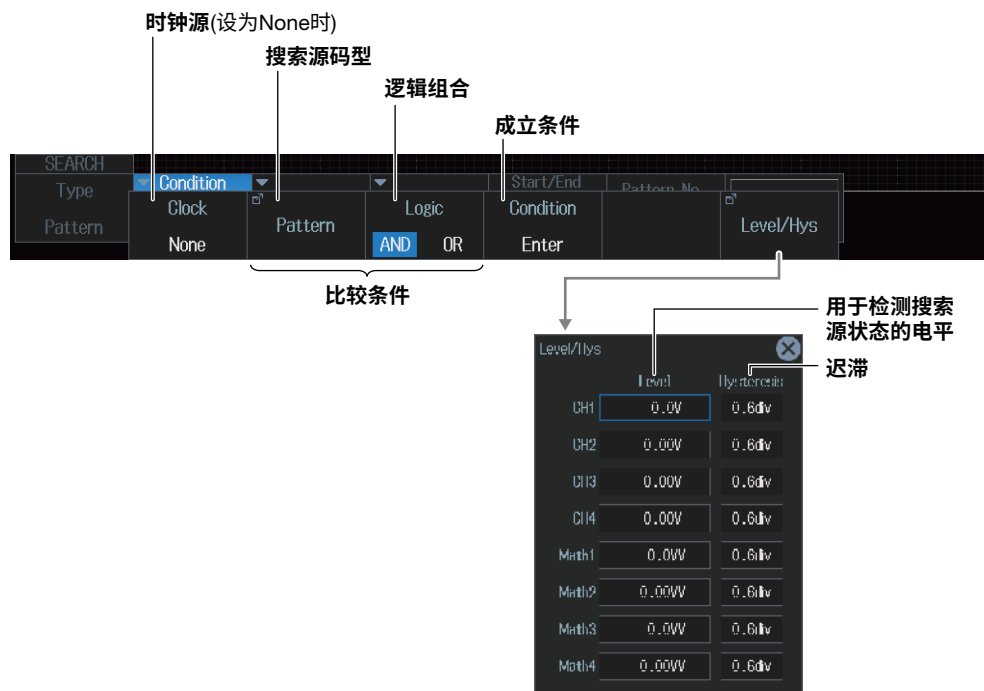 时钟源(设为None时)
搜索源码型
逻辑组合
成立条件
SEARCH
Type
Pattern
Condition
Start/End
Pattern No.
Clock
None
Pattern
Logic
AND OR
Condition
Enter
Level/Hys
比较条件
用于检测搜索
源状态的电平
迟滞
Level/Hys
Level Hysteresis
CH1 0.0V 0.6div
CH2 0.00V 0.6div
CH3 0.00V 0.6div
CH4 0.00V 0.6div
Math1 0.0VV 0.6div
Math2 0.00VV 0.6div
Math3 0.0VV 0.6div
Math4 0.00VV 0.6div